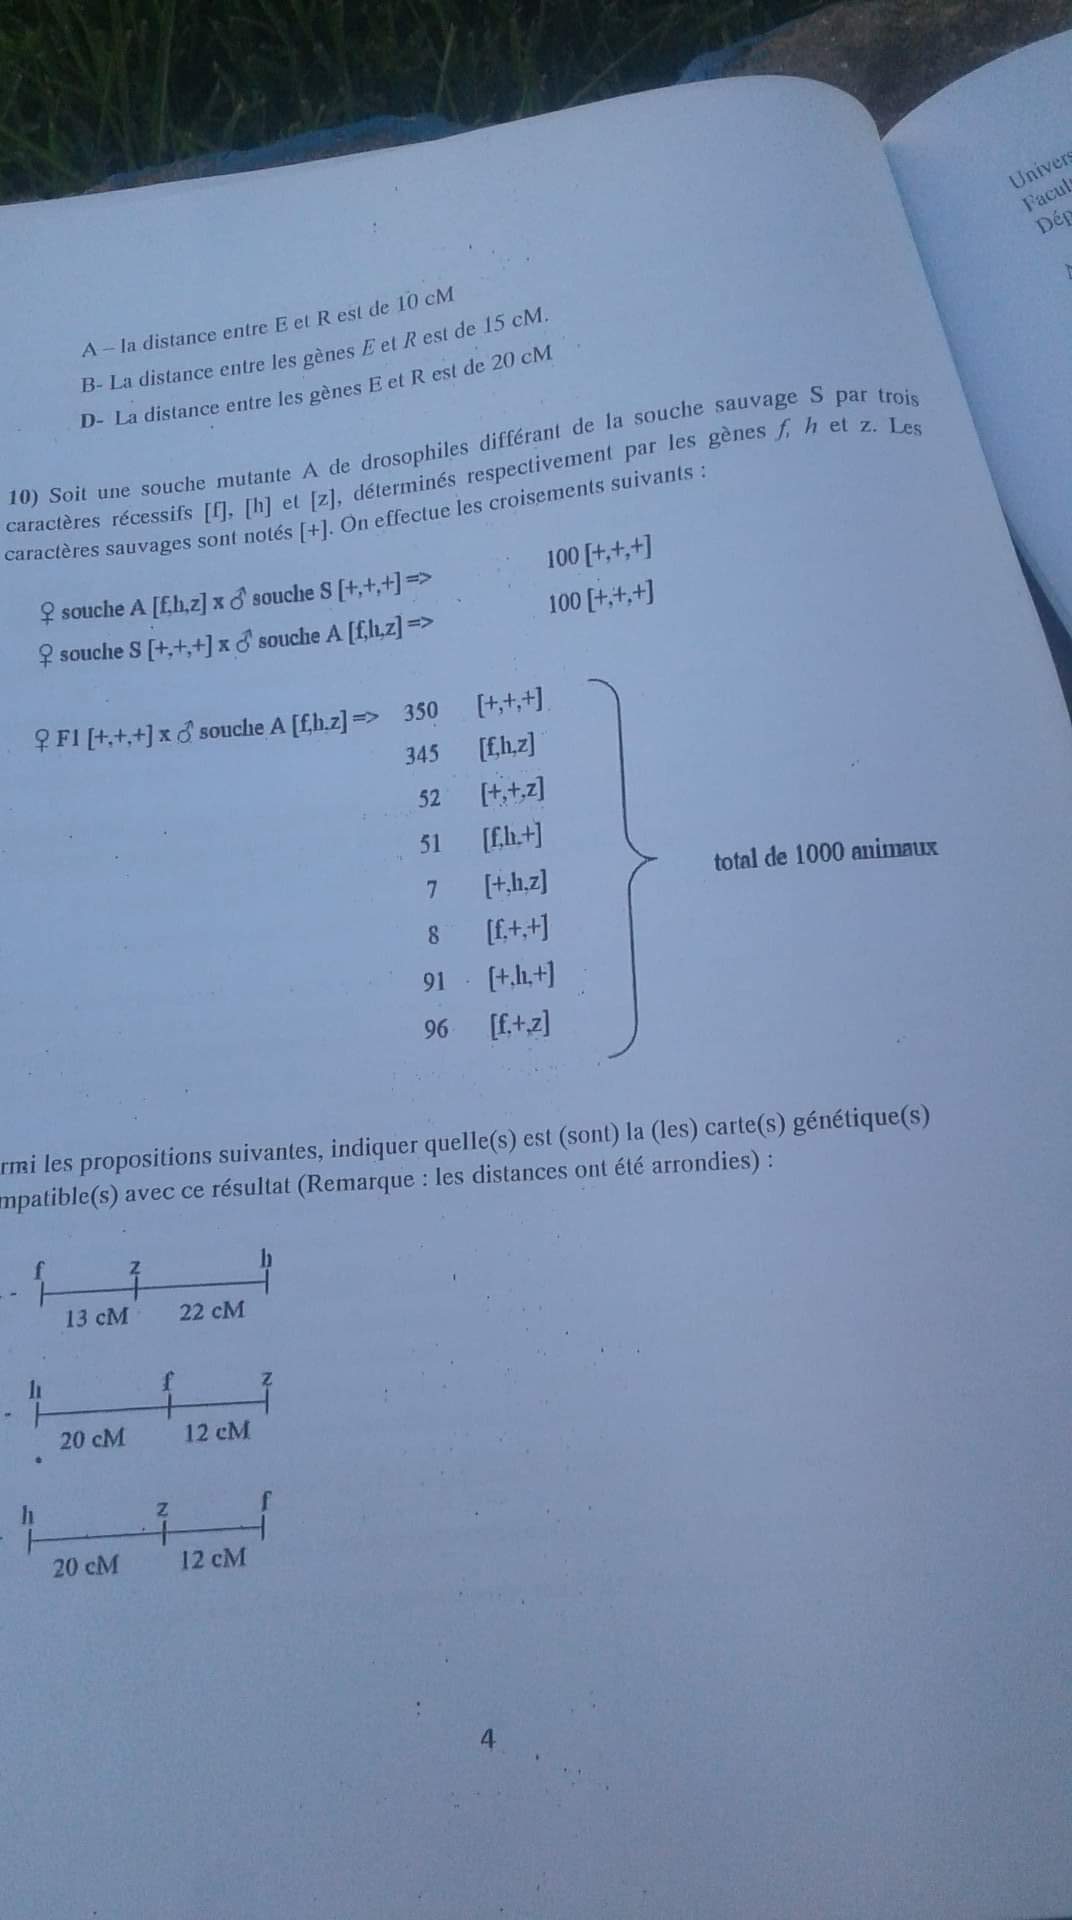 A – la distance entre E et R est de 10 cM
B- La distance entre les gènes E et R est de 15 cM.
D- La distance entre les gènes E et R est de 20 cM
10) Soit une souche mutante A de drosophiles différant de la souche sauvage S par trois
caractères récessifs [f], [h] et [z], déterminés respectivement par les gènes f, h et z. Les
caractères sauvages sont notés [+]. On effectue les croisements suivants :
♀ souche A [f,h,z] x ♂ souche S [+,+,+] => 100 [+,+,+]
♀ souche S [+,+,+] x ♂ souche A [f,h,z] => 100 [+,+,+]
♀ F1 [+,+,+] x ♂ souche A [f,h,z] => 350 [+,+,+]
345 [f,h,z]
52 [+,+,z]
51 [f,h,+]
7 [+,h,z]
8 [f,+,+]
91 [+,h,+]
96 [f,+,z]
total de 1000 animaux
rmi les propositions suivantes, indiquer quelle(s) est (sont) la (les) carte(s) génétique(s)
mpatible(s) avec ce résultat (Remarque : les distances ont été arrondies) :
f z h
13 cM 22 cM
h f z
20 cM 12 cM
h z f
20 cM 12 cM
4
Univers
Facul
Dép